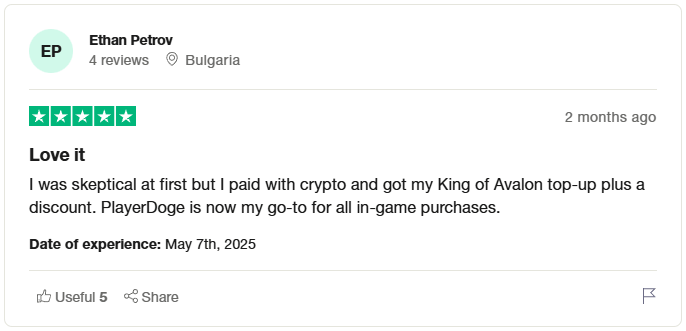 EP
Ethan Petrov
4 reviews Bulgaria
2 months ago
Love it
I was skeptical at first but I paid with crypto and got my King of Avalon top-up plus a
discount. PlayerDoge is now my go-to for all in-game purchases.
Date of experience: May 7th, 2025
Useful 5 Share